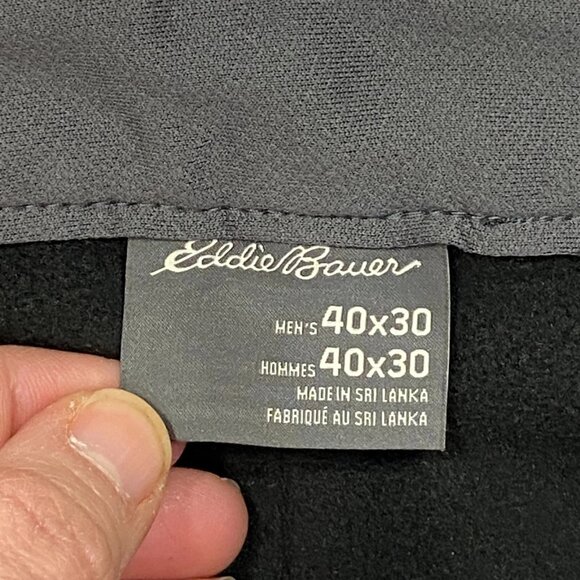 Eddie Bauer
MEN'S 40x30
HOMMES 40x30
MADE IN SRI LANKA
FABRIQUÉ AU SRI LANKA